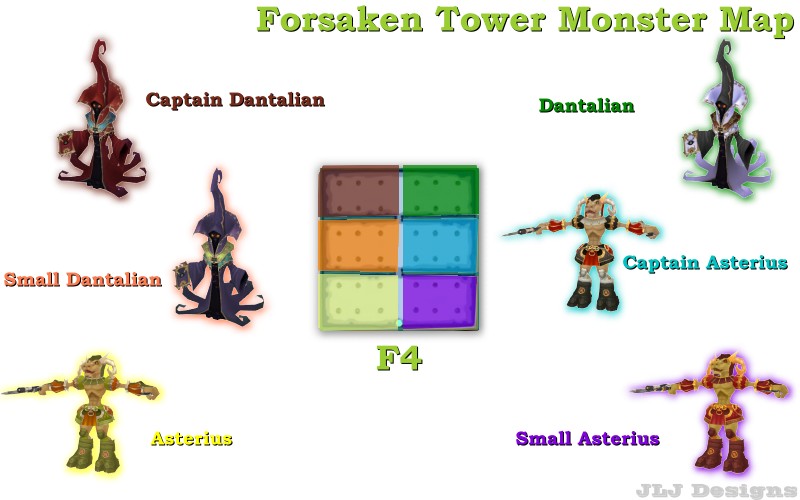 Forsaken Tower Monster Map
Captain Dantalian
Dantalian
Small Dantalian
Captain Asterius
F4
Asterius
Small Asterius
JLJ Designs